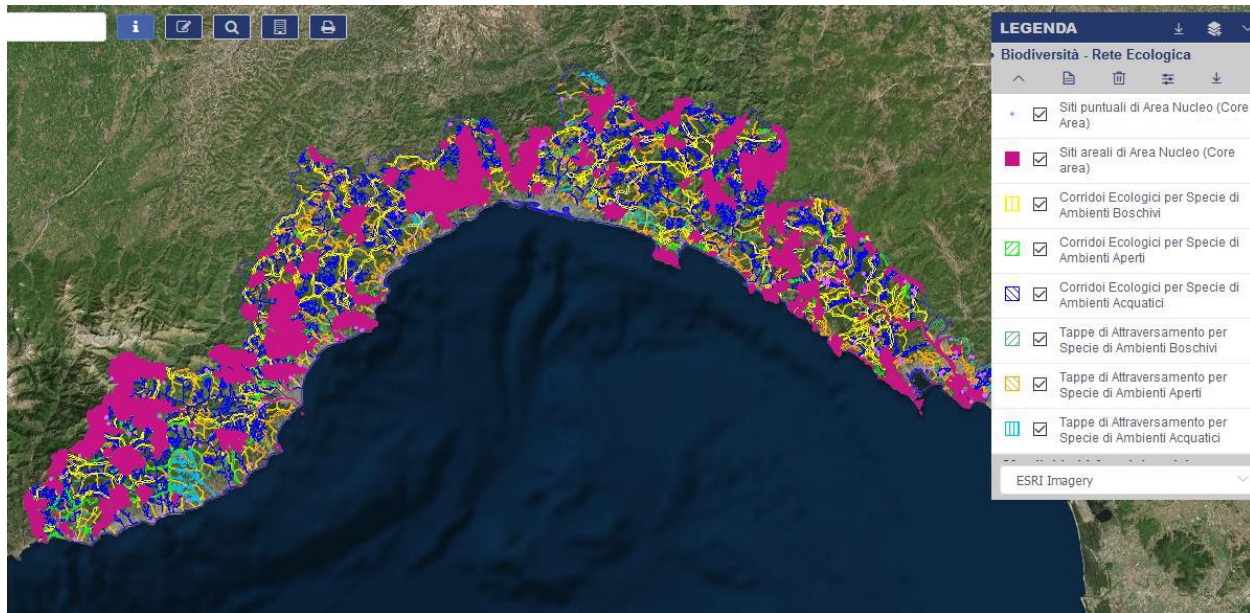 LEGENDA
Biodiversità - Rete Ecologica
Siti puntuali di Area Nucleo (Core
Area)
Siti areali di Area Nucleo (Core
area)
Corridoi Ecologici per Specie di
Ambienti Boschivi
Corridoi Ecologici per Specie di
Ambienti Aperti
Corridoi Ecologici per Specie di
Ambienti Acquatici
Tappe di Attraversamento per
Specie di Ambienti Boschivi
Tappe di Attraversamento per
Specie di Ambienti Aperti
Tappe di Attraversamento per
Specie di Ambienti Acquatici
ESRI Imagery